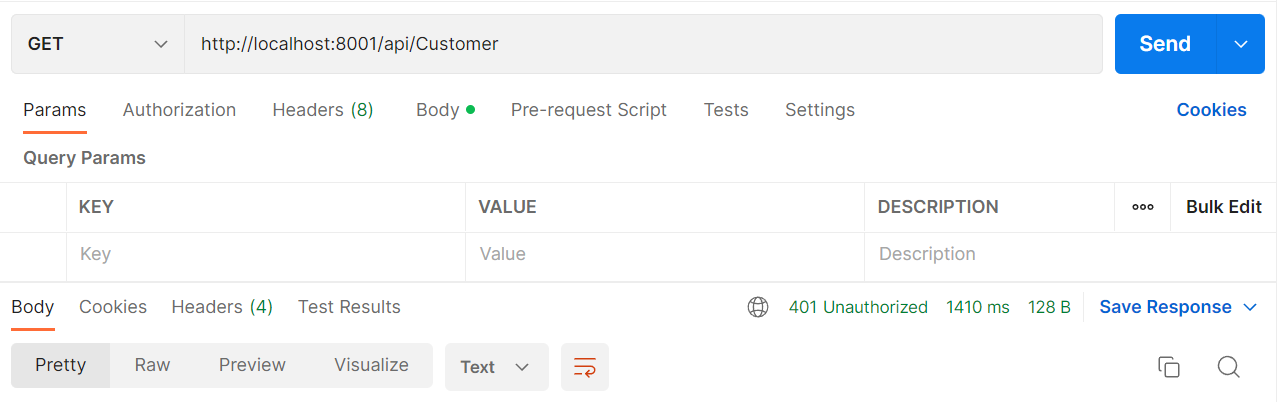 GET http://localhost:8001/api/Customer Send
Params Authorization Headers (8) Body Pre-request Script Tests Settings Cookies
Query Params
KEY VALUE DESCRIPTION Bulk Edit
Key Value Description
Body Cookies Headers (4) Test Results 401 Unauthorized 1410 ms 128 B Save Response
Pretty Raw Preview Visualize Text